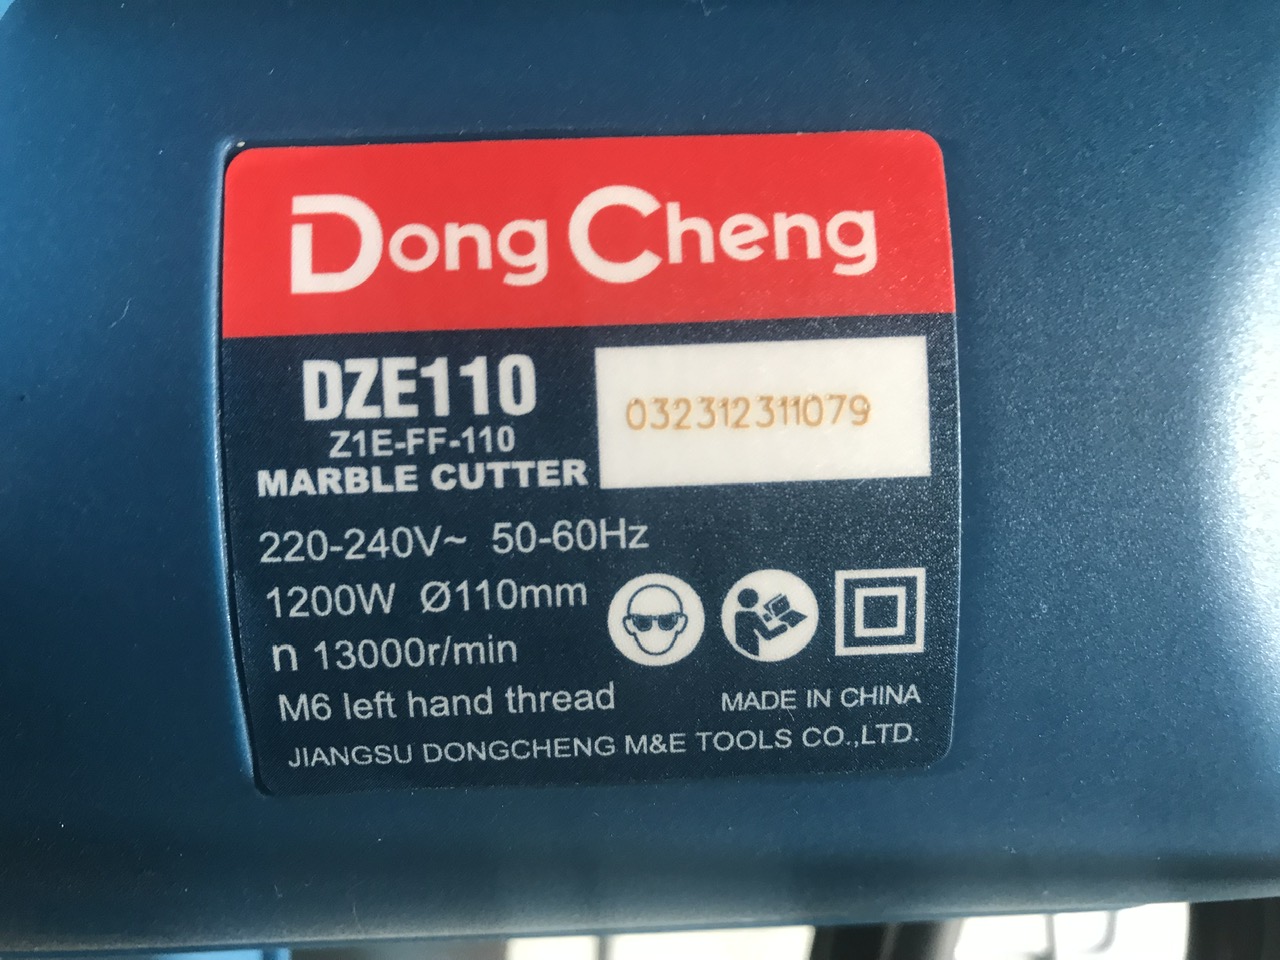 Dong Cheng
DZE110
Z1E-FF-110
MARBLE CUTTER
032312311079
220-240V~ 50-60Hz
1200W Ø110mm
n 13000r/min
M6 left hand thread
MADE IN CHINA
JIANGSU DONGCHENG M&E TOOLS CO.,LTD.